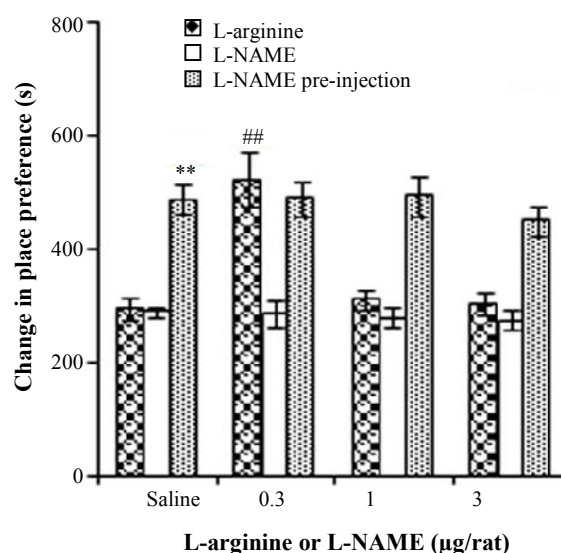 800
L-arginine
L-NAME
L-NAME pre-injection
600
##
**
400
200
0
Change in place preference (s)
Saline 0.3 1 3
L-arginine or L-NAME (µg/rat)